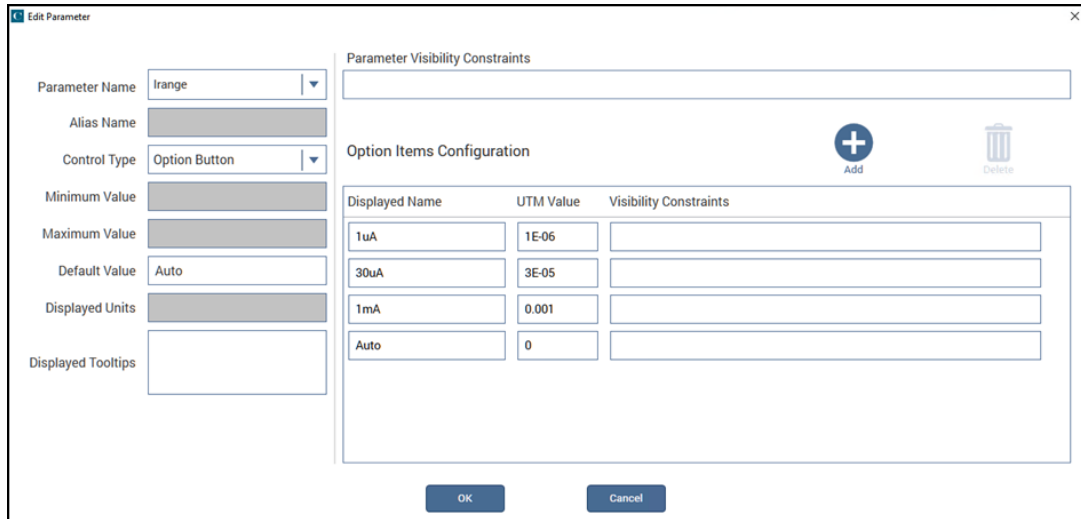 Edit Parameter
Parameter Name Irange
Alias Name
Control Type Option Button
Minimum Value
Maximum Value
Default Value Auto
Displayed Units
Displayed Tooltips
Parameter Visibility Constraints
Option Items Configuration
Add
Delete
Displayed Name UTM Value Visibility Constraints
1uA 1E-06
30uA 3E-05
1mA 0.001
Auto 0
OK Cancel